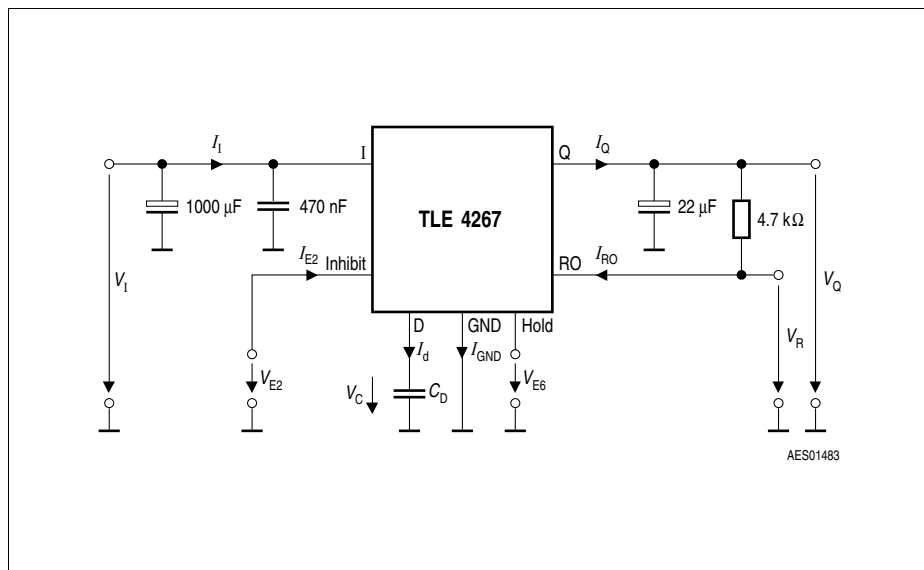 I_I
I
Q
I_Q
1000 µF
470 nF
TLE 4267
22 µF
4.7 kΩ
I_E2
Inhibit
RO
I_RO
V_I
V_Q
D
GND
Hold
V_R
I_d
I_GND
V_E2
V_C
C_D
V_E6
AES01483